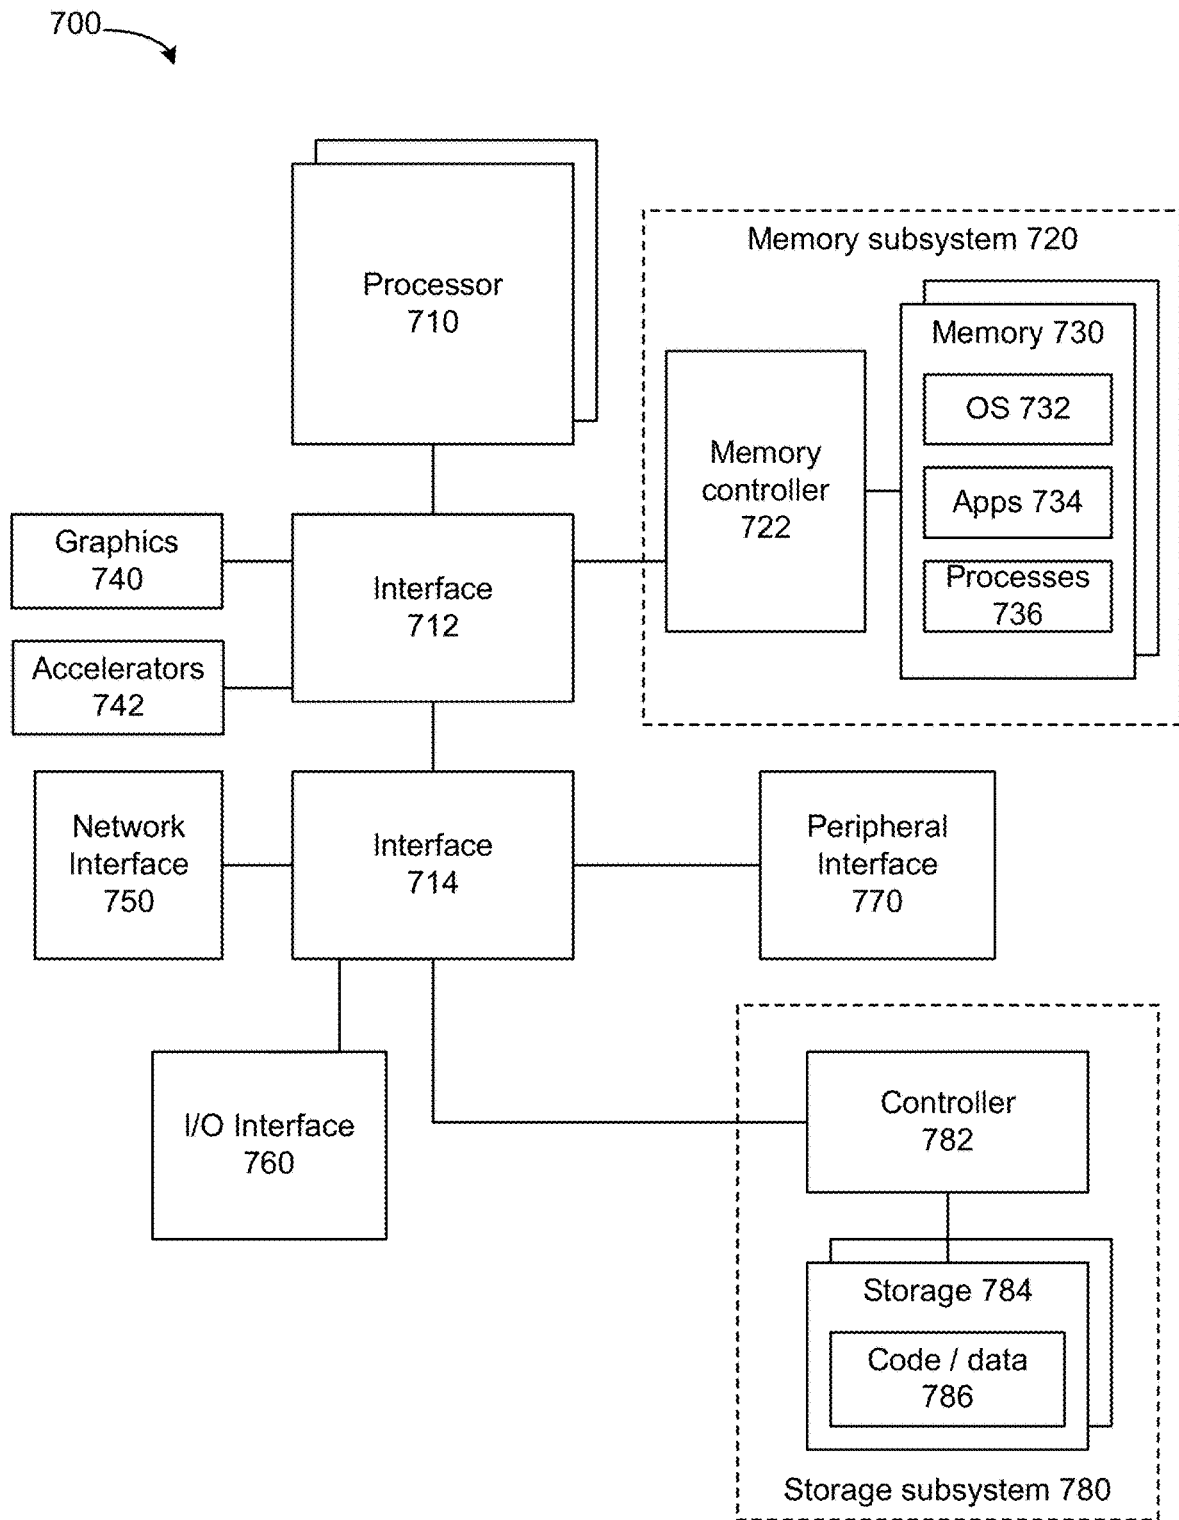 700
Processor
710
Memory subsystem 720
Memory 730
OS 732
Apps 734
Processes
736
Memory
controller
722
Graphics
740
Interface
712
Accelerators
742
Network
Interface
750
Interface
714
Peripheral
Interface
770
I/O Interface
760
Controller
782
Storage 784
Code / data
786
Storage subsystem 780